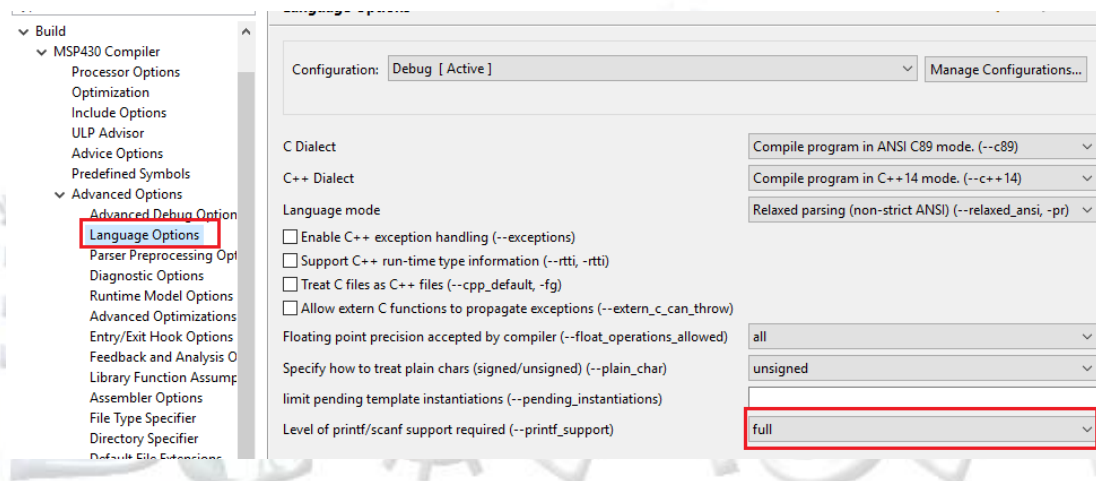 Language Options
Build
MSP430 Compiler
Processor Options
Optimization
Include Options
ULP Advisor
Advice Options
Predefined Symbols
Advanced Options
Advanced Debug Option
Language Options
Parser Preprocessing Opt
Diagnostic Options
Runtime Model Options
Advanced Optimizations
Entry/Exit Hook Options
Feedback and Analysis O
Library Function Assump
Assembler Options
File Type Specifier
Directory Specifier
Default File Extensions
Configuration: Debug [ Active ] Manage Configurations...
C Dialect Compile program in ANSI C89 mode. (--c89)
C++ Dialect Compile program in C++14 mode. (--c++14)
Language mode Relaxed parsing (non-strict ANSI) (--relaxed_ansi, -pr)
Enable C++ exception handling (--exceptions)
Support C++ run-time type information (--rtti, -rtti)
Treat C files as C++ files (--cpp_default, -fg)
Allow extern C functions to propagate exceptions (--extern_c_can_throw)
Floating point precision accepted by compiler (--float_operations_allowed) all
Specify how to treat plain chars (signed/unsigned) (--plain_char) unsigned
limit pending template instantiations (--pending_instantiations)
Level of printf/scanf support required (--printf_support) full